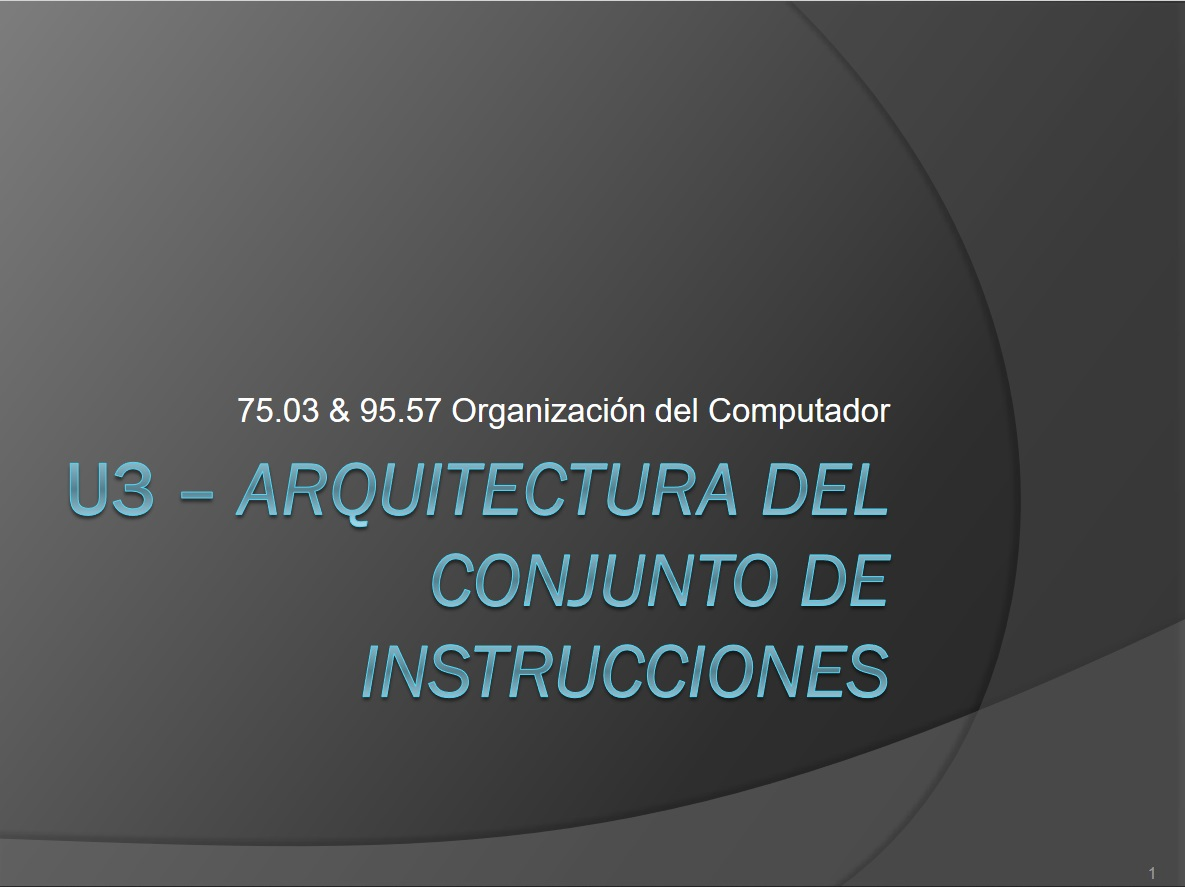 75.03 & 95.57 Organización del Computador
U3 – ARQUITECTURA DEL
CONJUNTO DE
INSTRUCCIONES
1